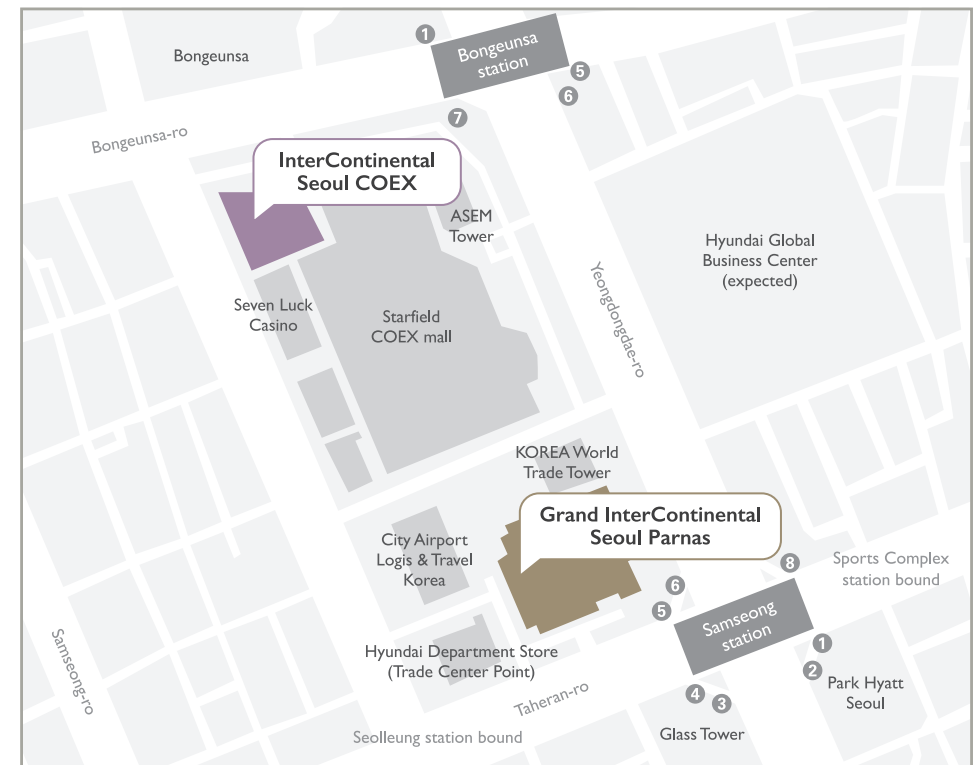 1
Bongeunsa
station
Bongeunsa
5
6
7
Bongeunsa-ro
InterContinental
Seoul COEX
ASEM
Tower
Hyundai Global
Business Center
(expected)
Yeongdongdae-ro
Seven Luck
Casino
Starfield
COEX mall
KOREA World
Trade Tower
Grand InterContinental
Seoul Parnas
City Airport
Logis & Travel
Korea
8
Sports Complex
station bound
6
5
Samseong
station
1
2
Park Hyatt
Seoul
Samseong-ro
Hyundai Department Store
(Trade Center Point)
Taheran-ro
4
3
Glass Tower
Seolleung station bound